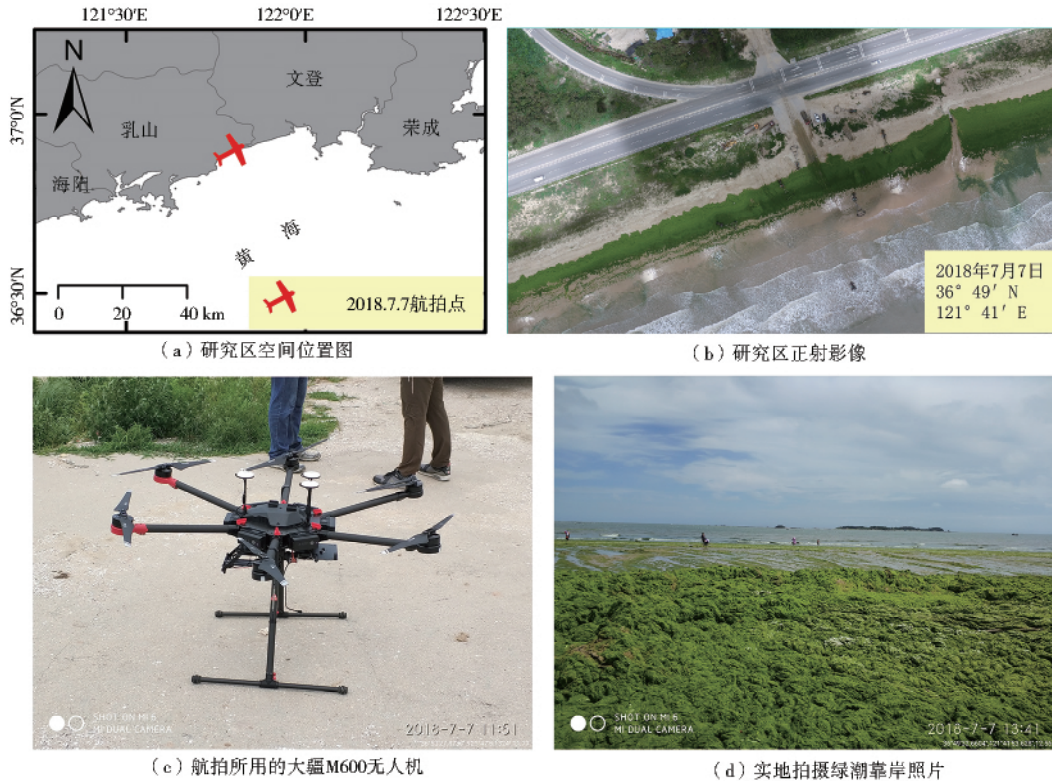 121°30′E
122°0′E
122°30′E
N
37°0′N
36°30′N
文登
荣成
乳山
海阳
黄海
0
20
40 km
2018.7.7航拍点
(a)研究区空间位置图
2018年7月7日
36° 49′ N
121° 41′ E
(b)研究区正射影像
SHOT ON MI 6
MI DUAL CAMERA
2018-7-7 11:51
(c)航拍所用的大疆M600无人机
SHOT ON MI 6
MI DUAL CAMERA
2018-7-7 13:41
(d)实地拍摄绿潮靠岸照片